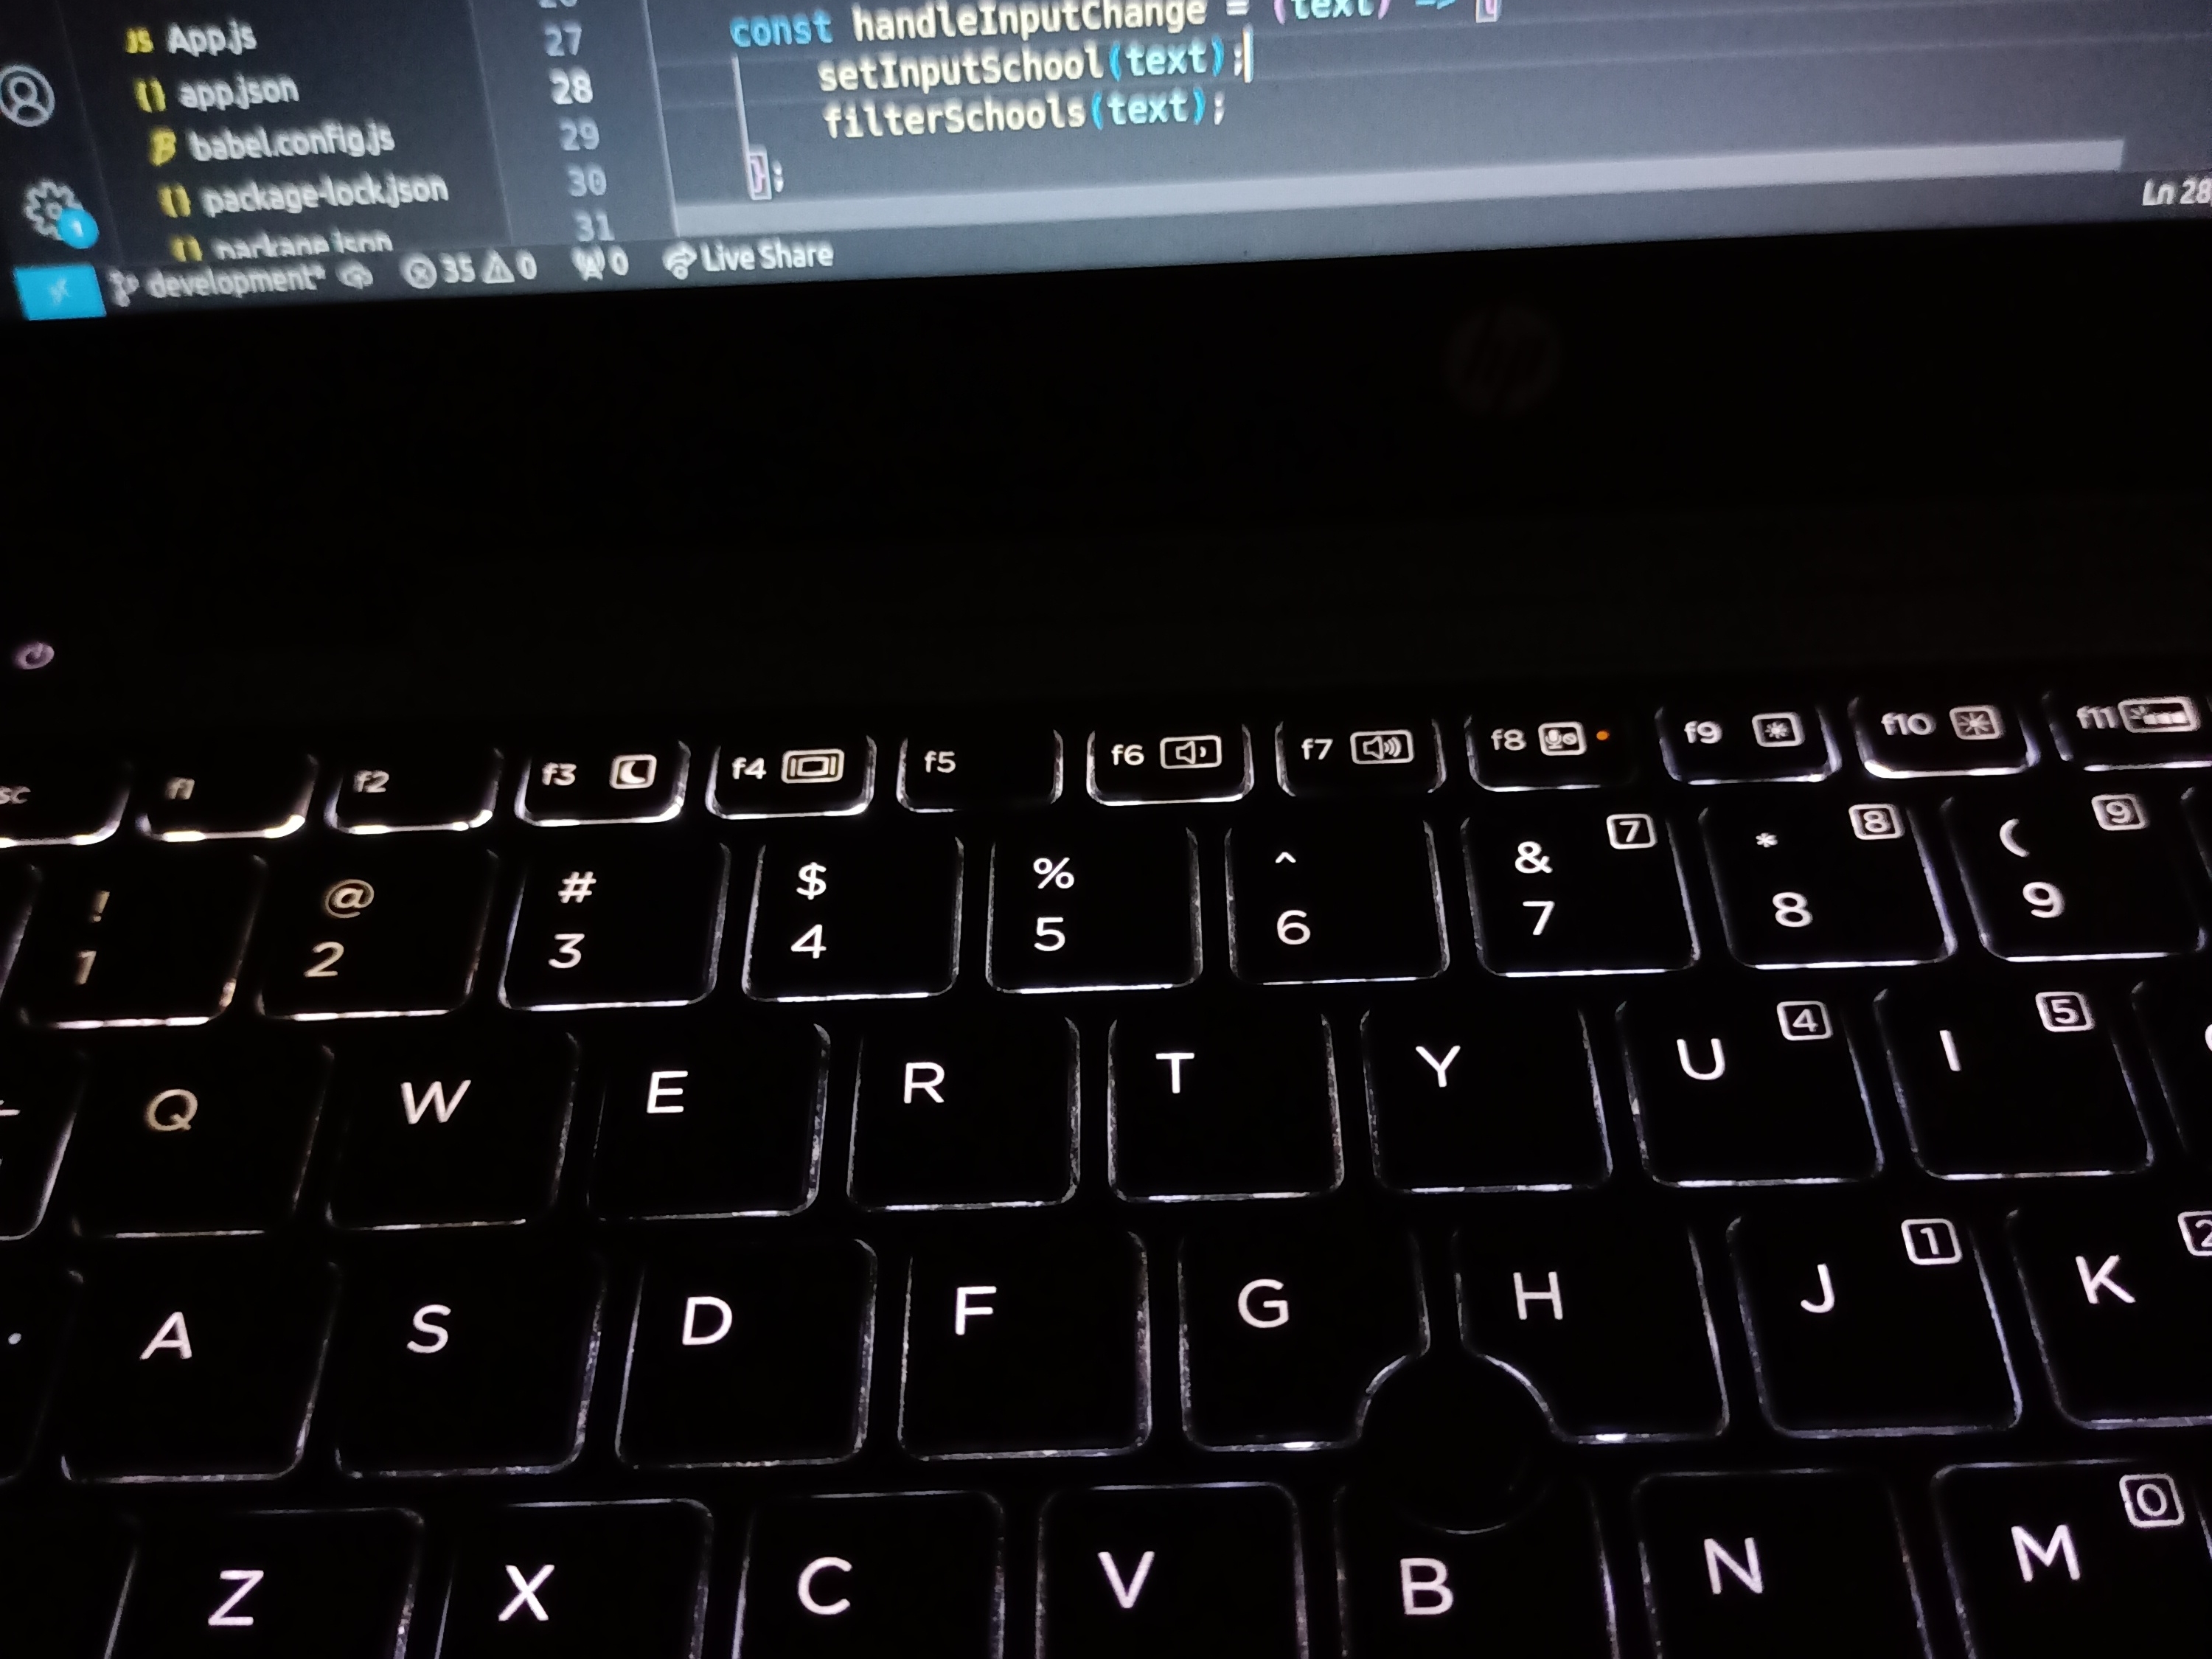 const handleInputChange = (text) => {
setInputSchool(text);
filterSchools(text);
};
27
28
29
30
31
JS App.js
{} app.json
babel.config.js
{} package-lock.json
{} package.json
development* 35 0 0 Live Share
Ln 28
hp
f1 f2 f3 f4 f5 f6 f7 f8 f9 f10 f11
! @ # $ % ^ & 7 * 8 ( 9
1 2 3 4 5 6 7 8 9
Q W E R T Y U 4 I 5
A S D F G H J 1 K 2
Z X C V B N M 0